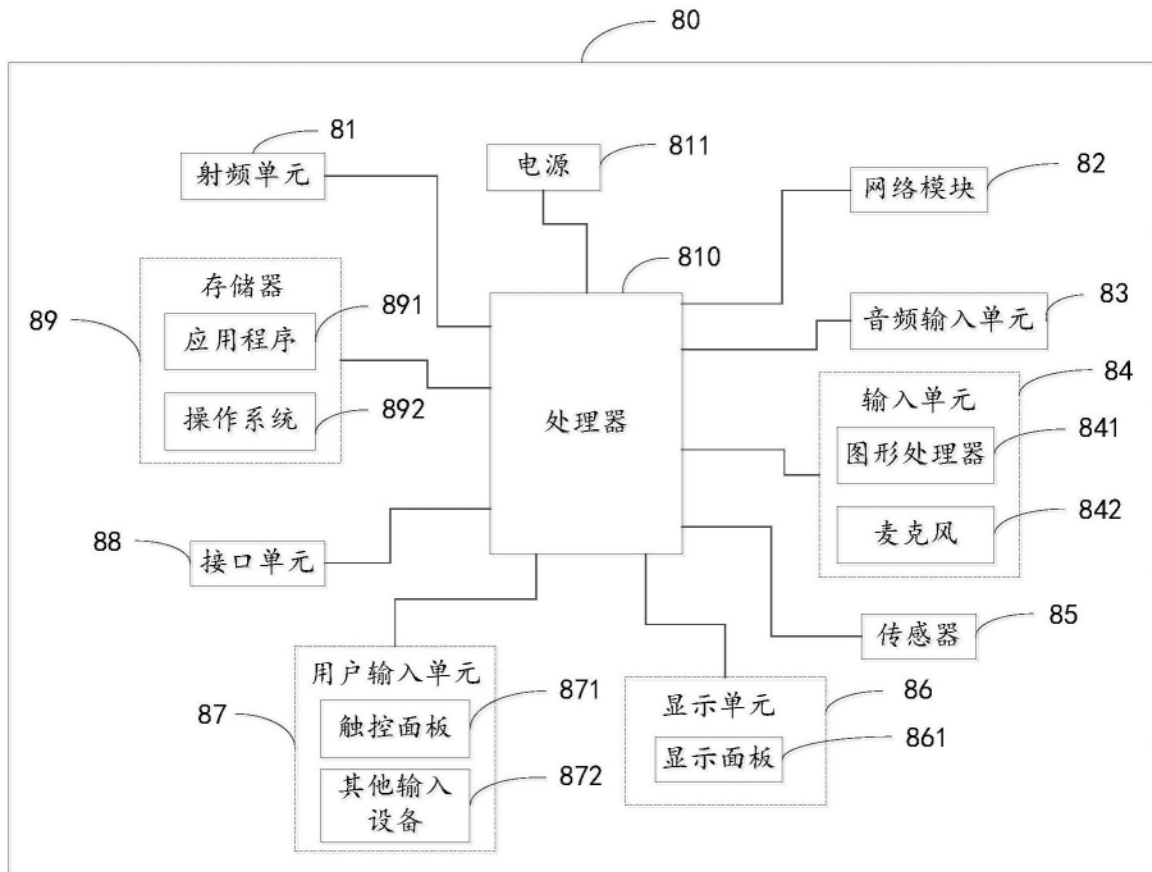 80
81
射频单元
电源
811
82
网络模块
810
存储器
89
891
应用程序
892
操作系统
处理器
83
音频输入单元
84
输入单元
841
图形处理器
842
麦克风
88
接口单元
85
传感器
用户输入单元
87
871
触控面板
872
其他输入
设备
显示单元
86
显示面板
861